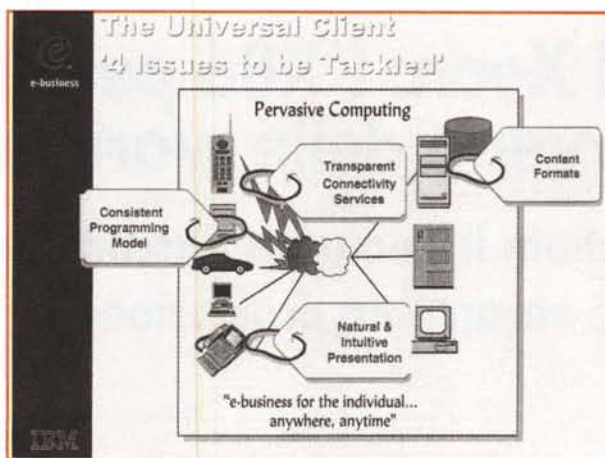 The Universal Client
'4 Issues to be Tackled'
e
e-business
Pervasive Computing
Transparent
Connectivity
Services
Content
Formats
Consistent
Programming
Model
Natural &
Intuitive
Presentation
"e-business for the individual...
anywhere, anytime"
IBM